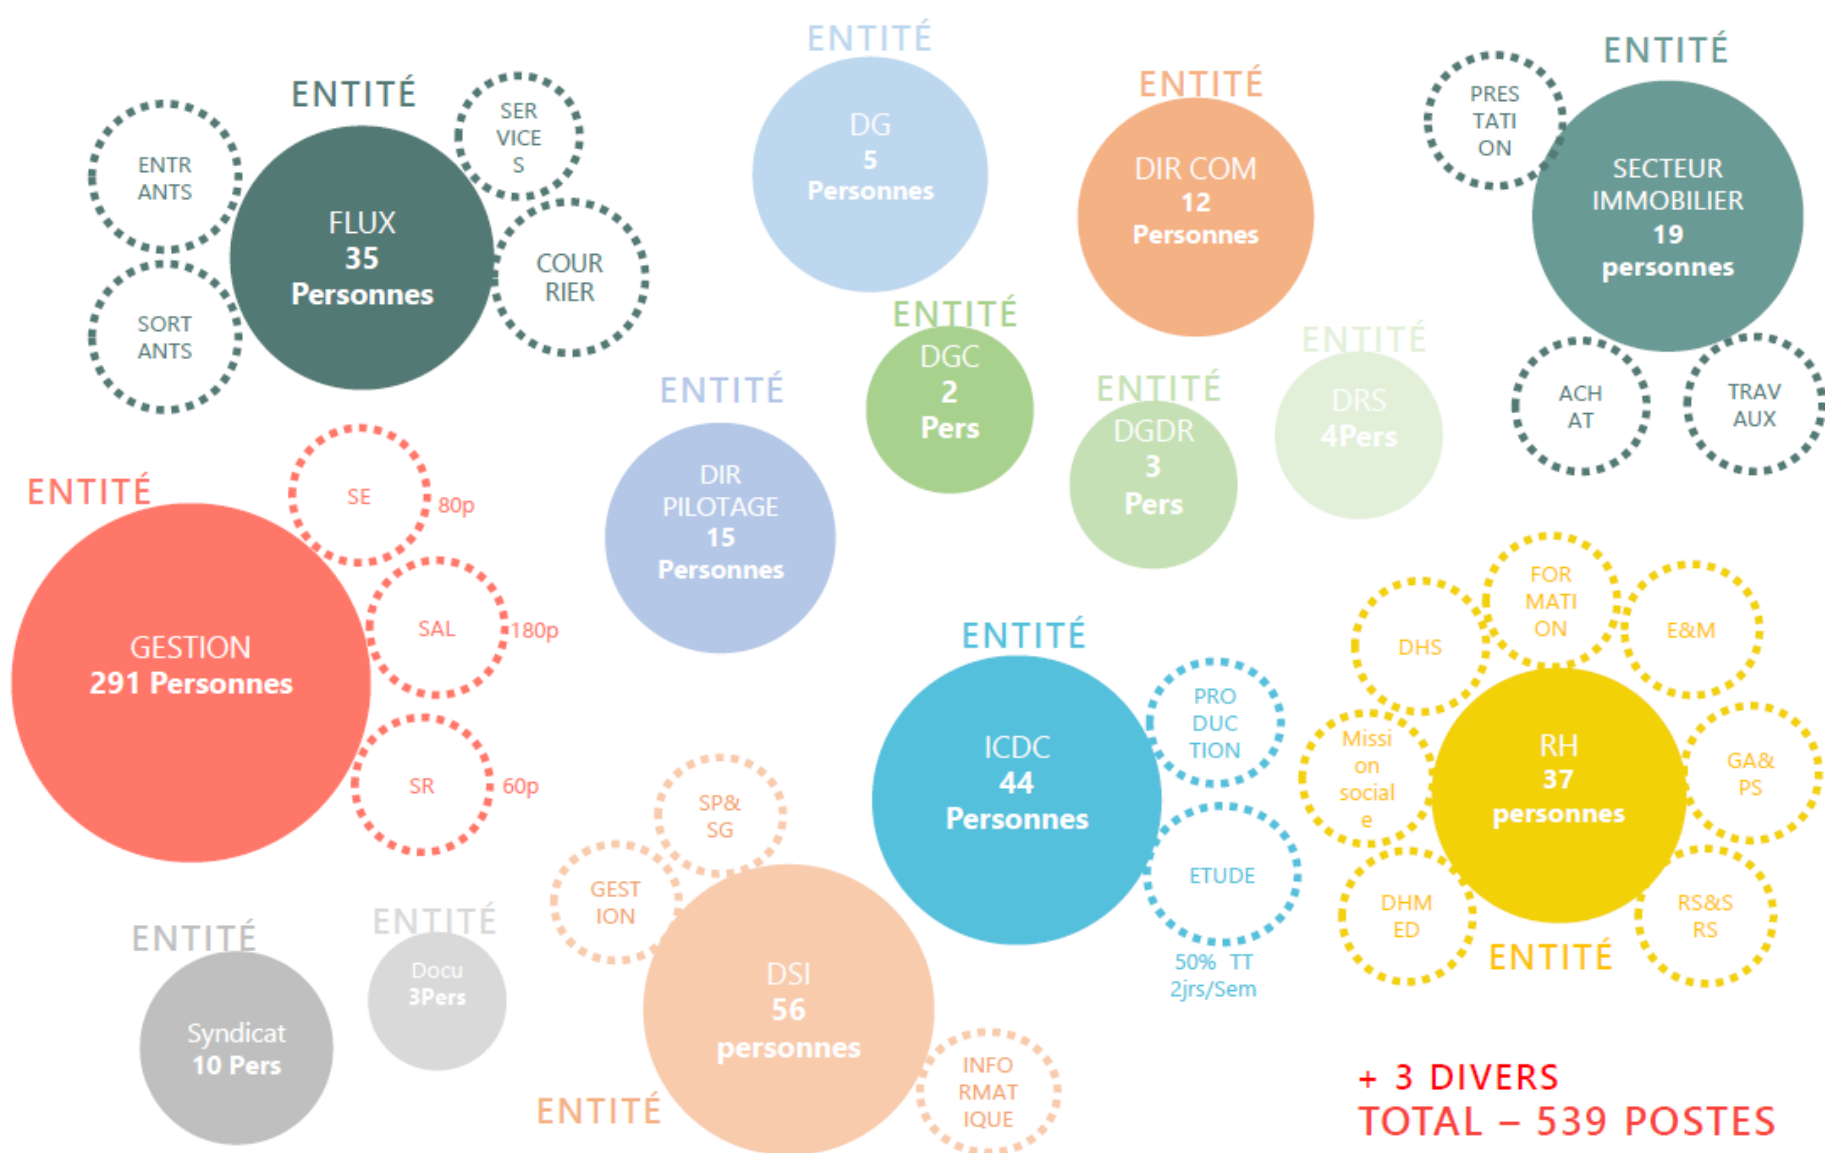 ENTITÉ
ENTR
ANTS
SORT
ANTS
SER
VICE
S
COUR
RIER
FLUX
35
Personnes
ENTITÉ
DG
5
Personnes
ENTITÉ
DIR COM
12
Personnes
ENTITÉ
PRES
TATI
ON
SECTEUR
IMMOBILIER
19
personnes
ACH
AT
TRAV
AUX
ENTITÉ
DGC
2
Pers
ENTITÉ
DGDR
3
Pers
ENTITÉ
DRS
4Pers
ENTITÉ
DIR
PILOTAGE
15
Personnes
ENTITÉ
GESTION
291 Personnes
SE
80p
SAL
180p
SR
60p
ENTITÉ
ICDC
44
Personnes
PRO
DUC
TION
ETUDE
50% TT
2jrs/Sem
DHS
FOR
MATI
ON
E&M
Missi
on
social
e
RH
37
personnes
GA&
PS
DHM
ED
RS&S
RS
ENTITÉ
ENTITÉ
Syndicat
10 Pers
ENTITÉ
Docu
3Pers
SP&
SG
GEST
ION
DSI
56
personnes
INFO
RMAT
IQUE
ENTITÉ
+ 3 DIVERS
TOTAL – 539 POSTES